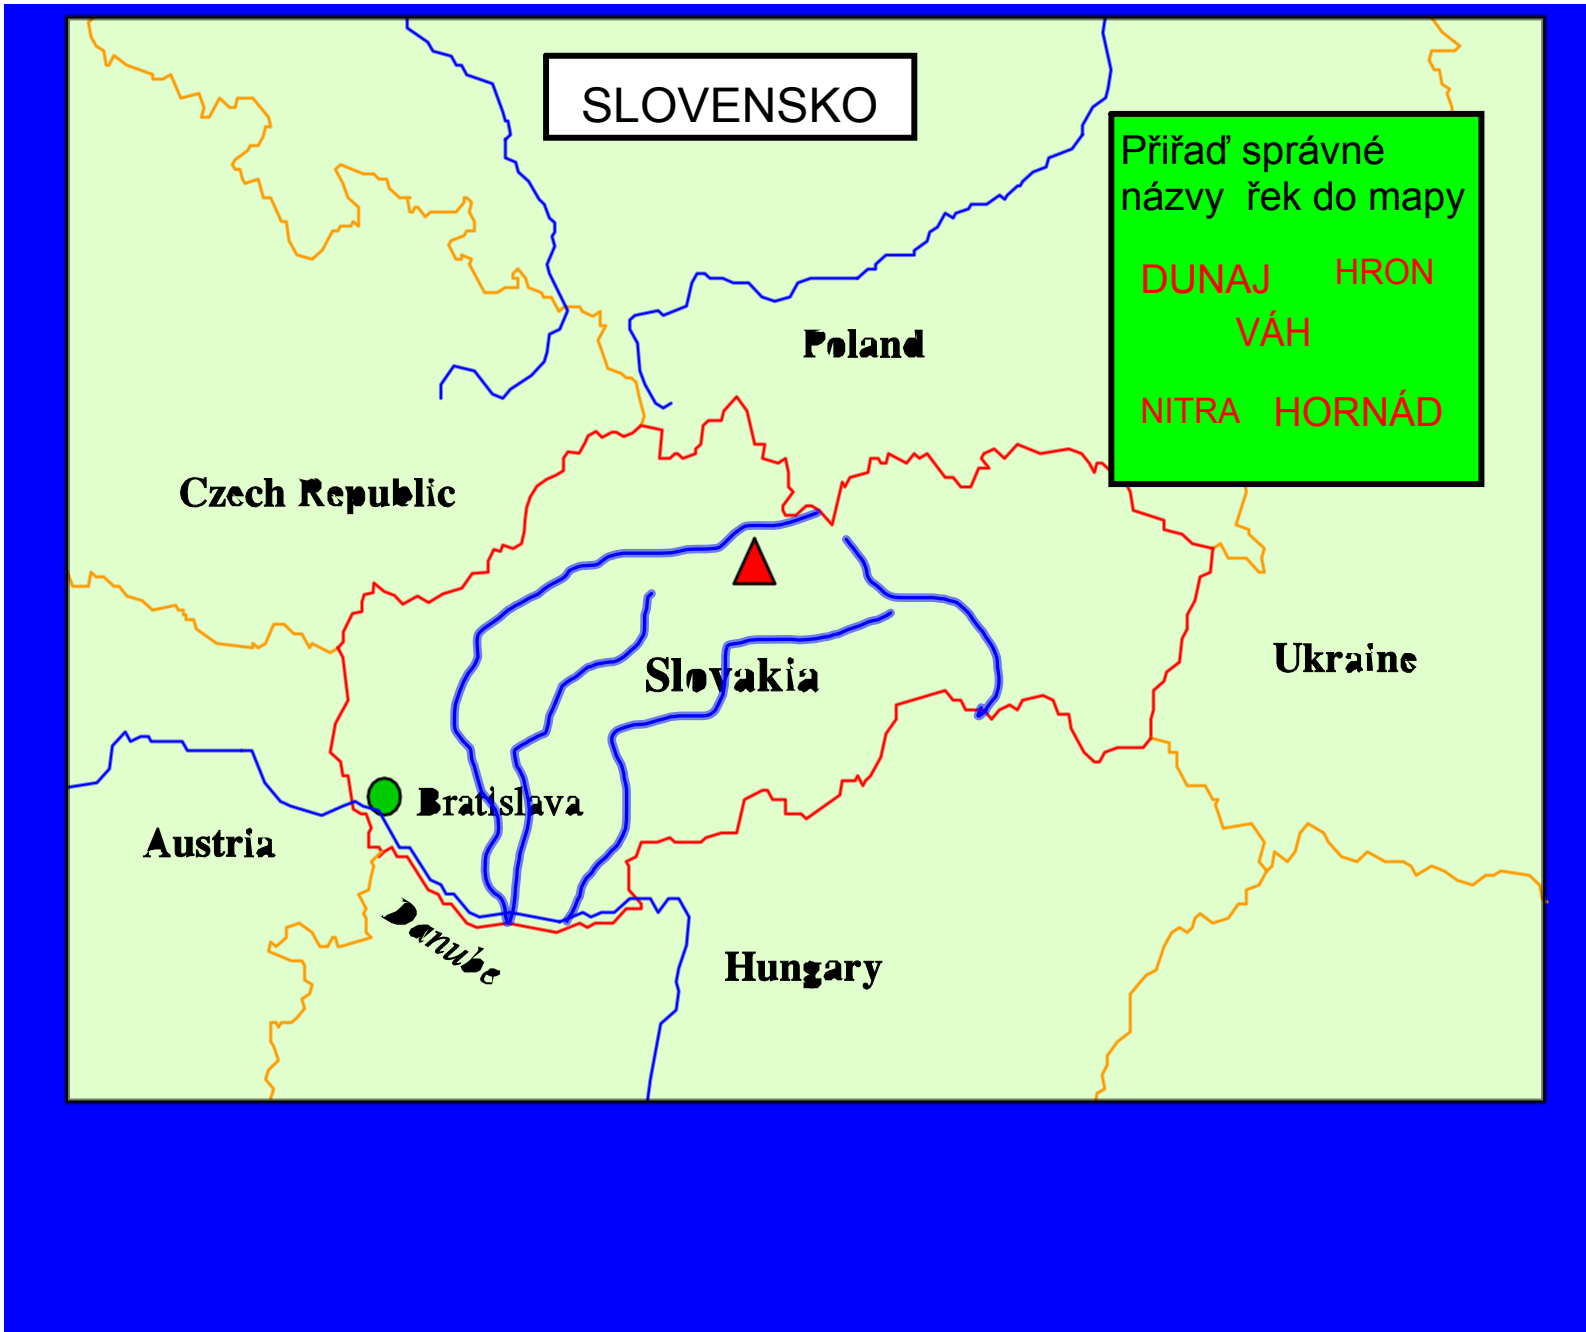 SLOVENSKO
Přiřaď správné
názvy řek do mapy
DUNAJ HRON
VÁH
NITRA HORNÁD
Poland
Czech Republic
Slovakia
Ukraine
Bratislava
Austria
Danube
Hungary